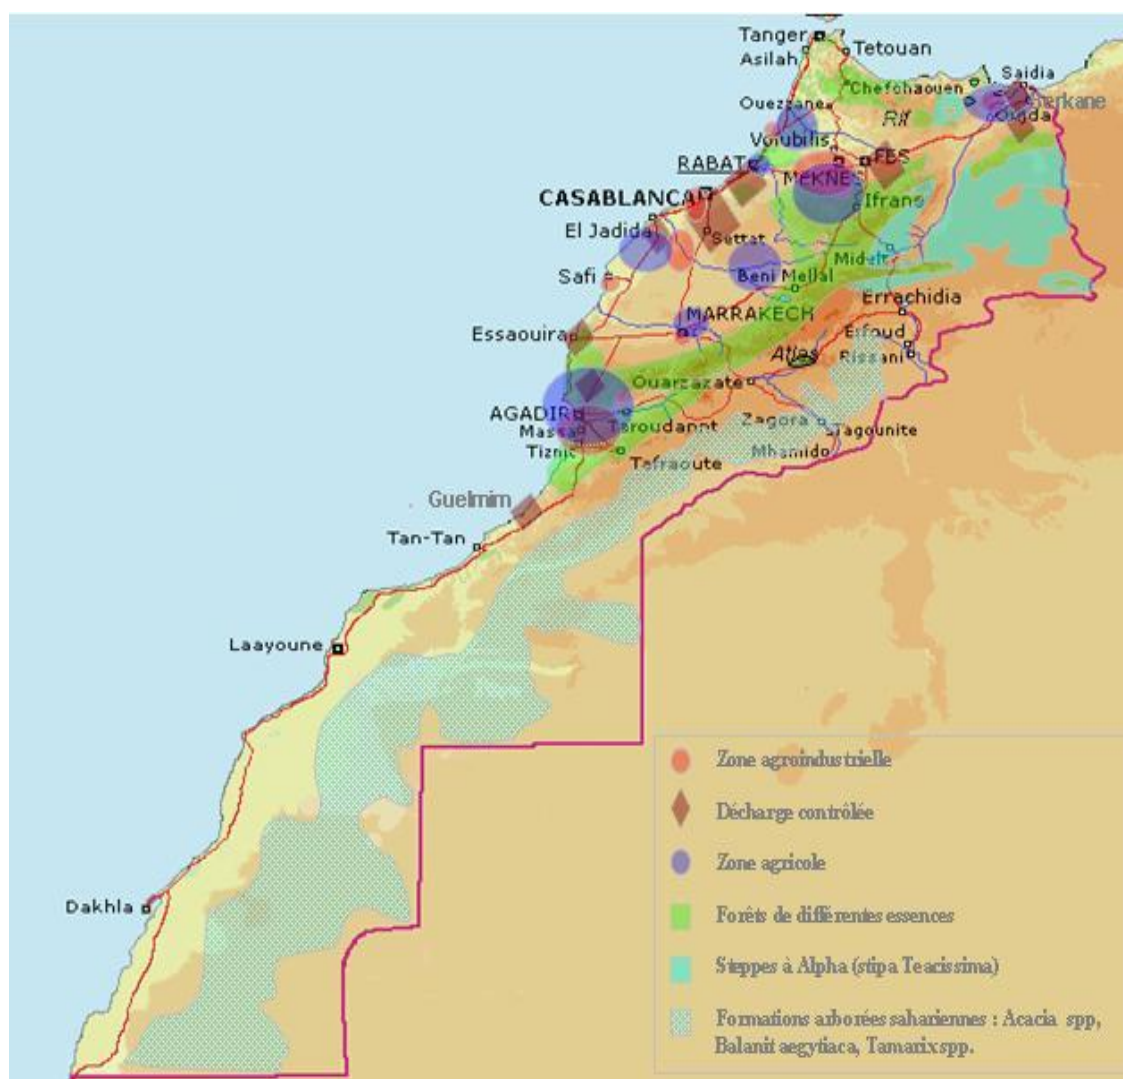 Tanger
Tetouan
Asilah
Saidia
Chefchaouen
Ouezzane
Berkane
Rif
Oujda
Volubilis
RABAT
FES
MEKNES
CASABLANCA
Ifrane
El Jadida
Settat
Midelt
Safi
Beni Mellal
Errachidia
MARRAKECH
Essaouira
Erfoud
Atlas
Rissani
Ouarzazate
AGADIR
Zagora
Taroudannt
Tagounite
Massa
Mhamido
Tiznit
Tafraoute
Guelmim
Tan-Tan
Laayoune
Dakhla
Zone agroindustrielle
Décharge contrôlée
Zone agricole
Forêts de différentes essences
Steppes à Alpha (stipa Teacissima)
Formations arborées sahariennes : Acacia spp,
Balanit aegytiaca, Tamarix spp.